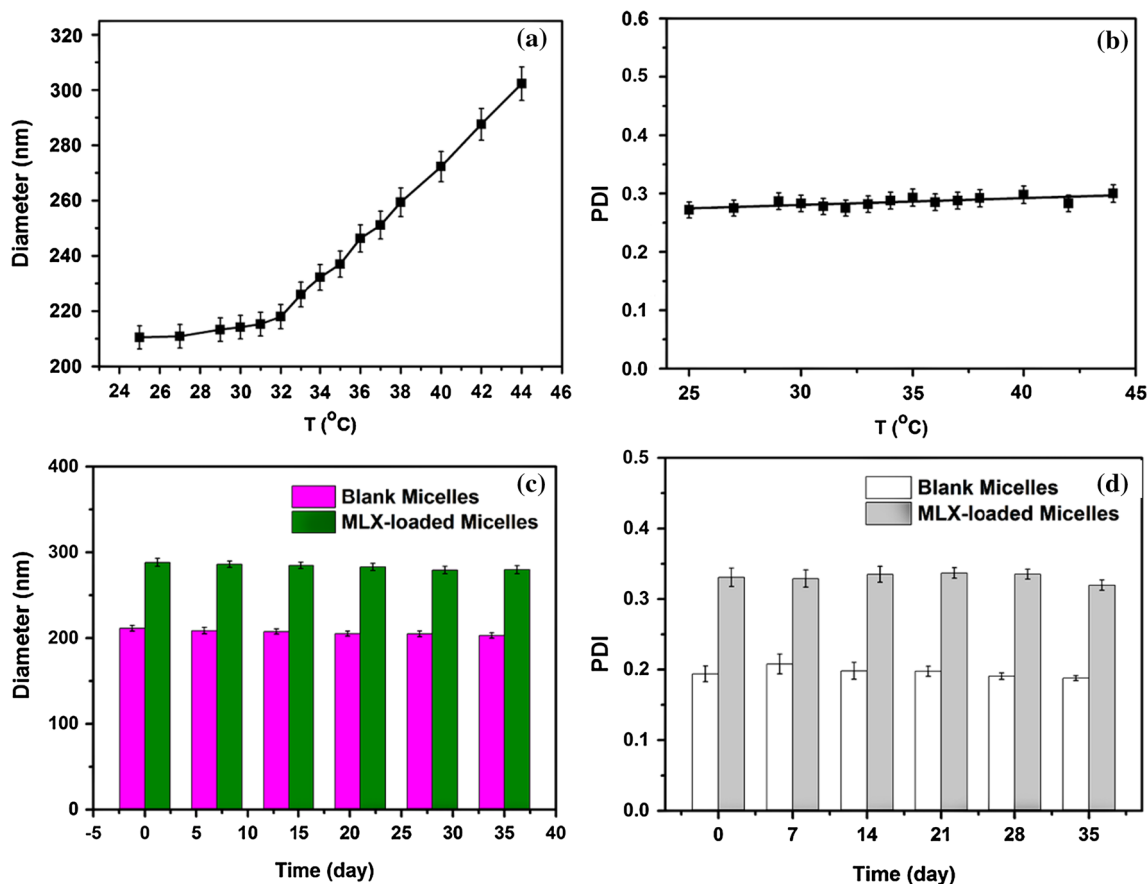 (a)
320
300
280
260
240
220
200
Diameter (nm)
24 26 28 30 32 34 36 38 40 42 44 46
T (°C)
(b)
0.6
0.5
0.4
0.3
0.2
0.1
0.0
PDI
25 30 35 40 45
T (°C)
(c)
Blank Micelles
MLX-loaded Micelles
400
300
200
100
0
Diameter (nm)
-5 0 5 10 15 20 25 30 35 40
Time (day)
(d)
Blank Micelles
MLX-loaded Micelles
0.5
0.4
0.3
0.2
0.1
0.0
PDI
0 7 14 21 28 35
Time (day)